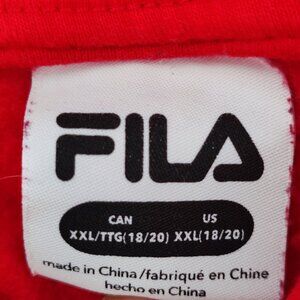 FILA
CAN US
XXL/TTG(18/20) XXL(18/20)
made in China/fabriqué en Chine
hecho en China